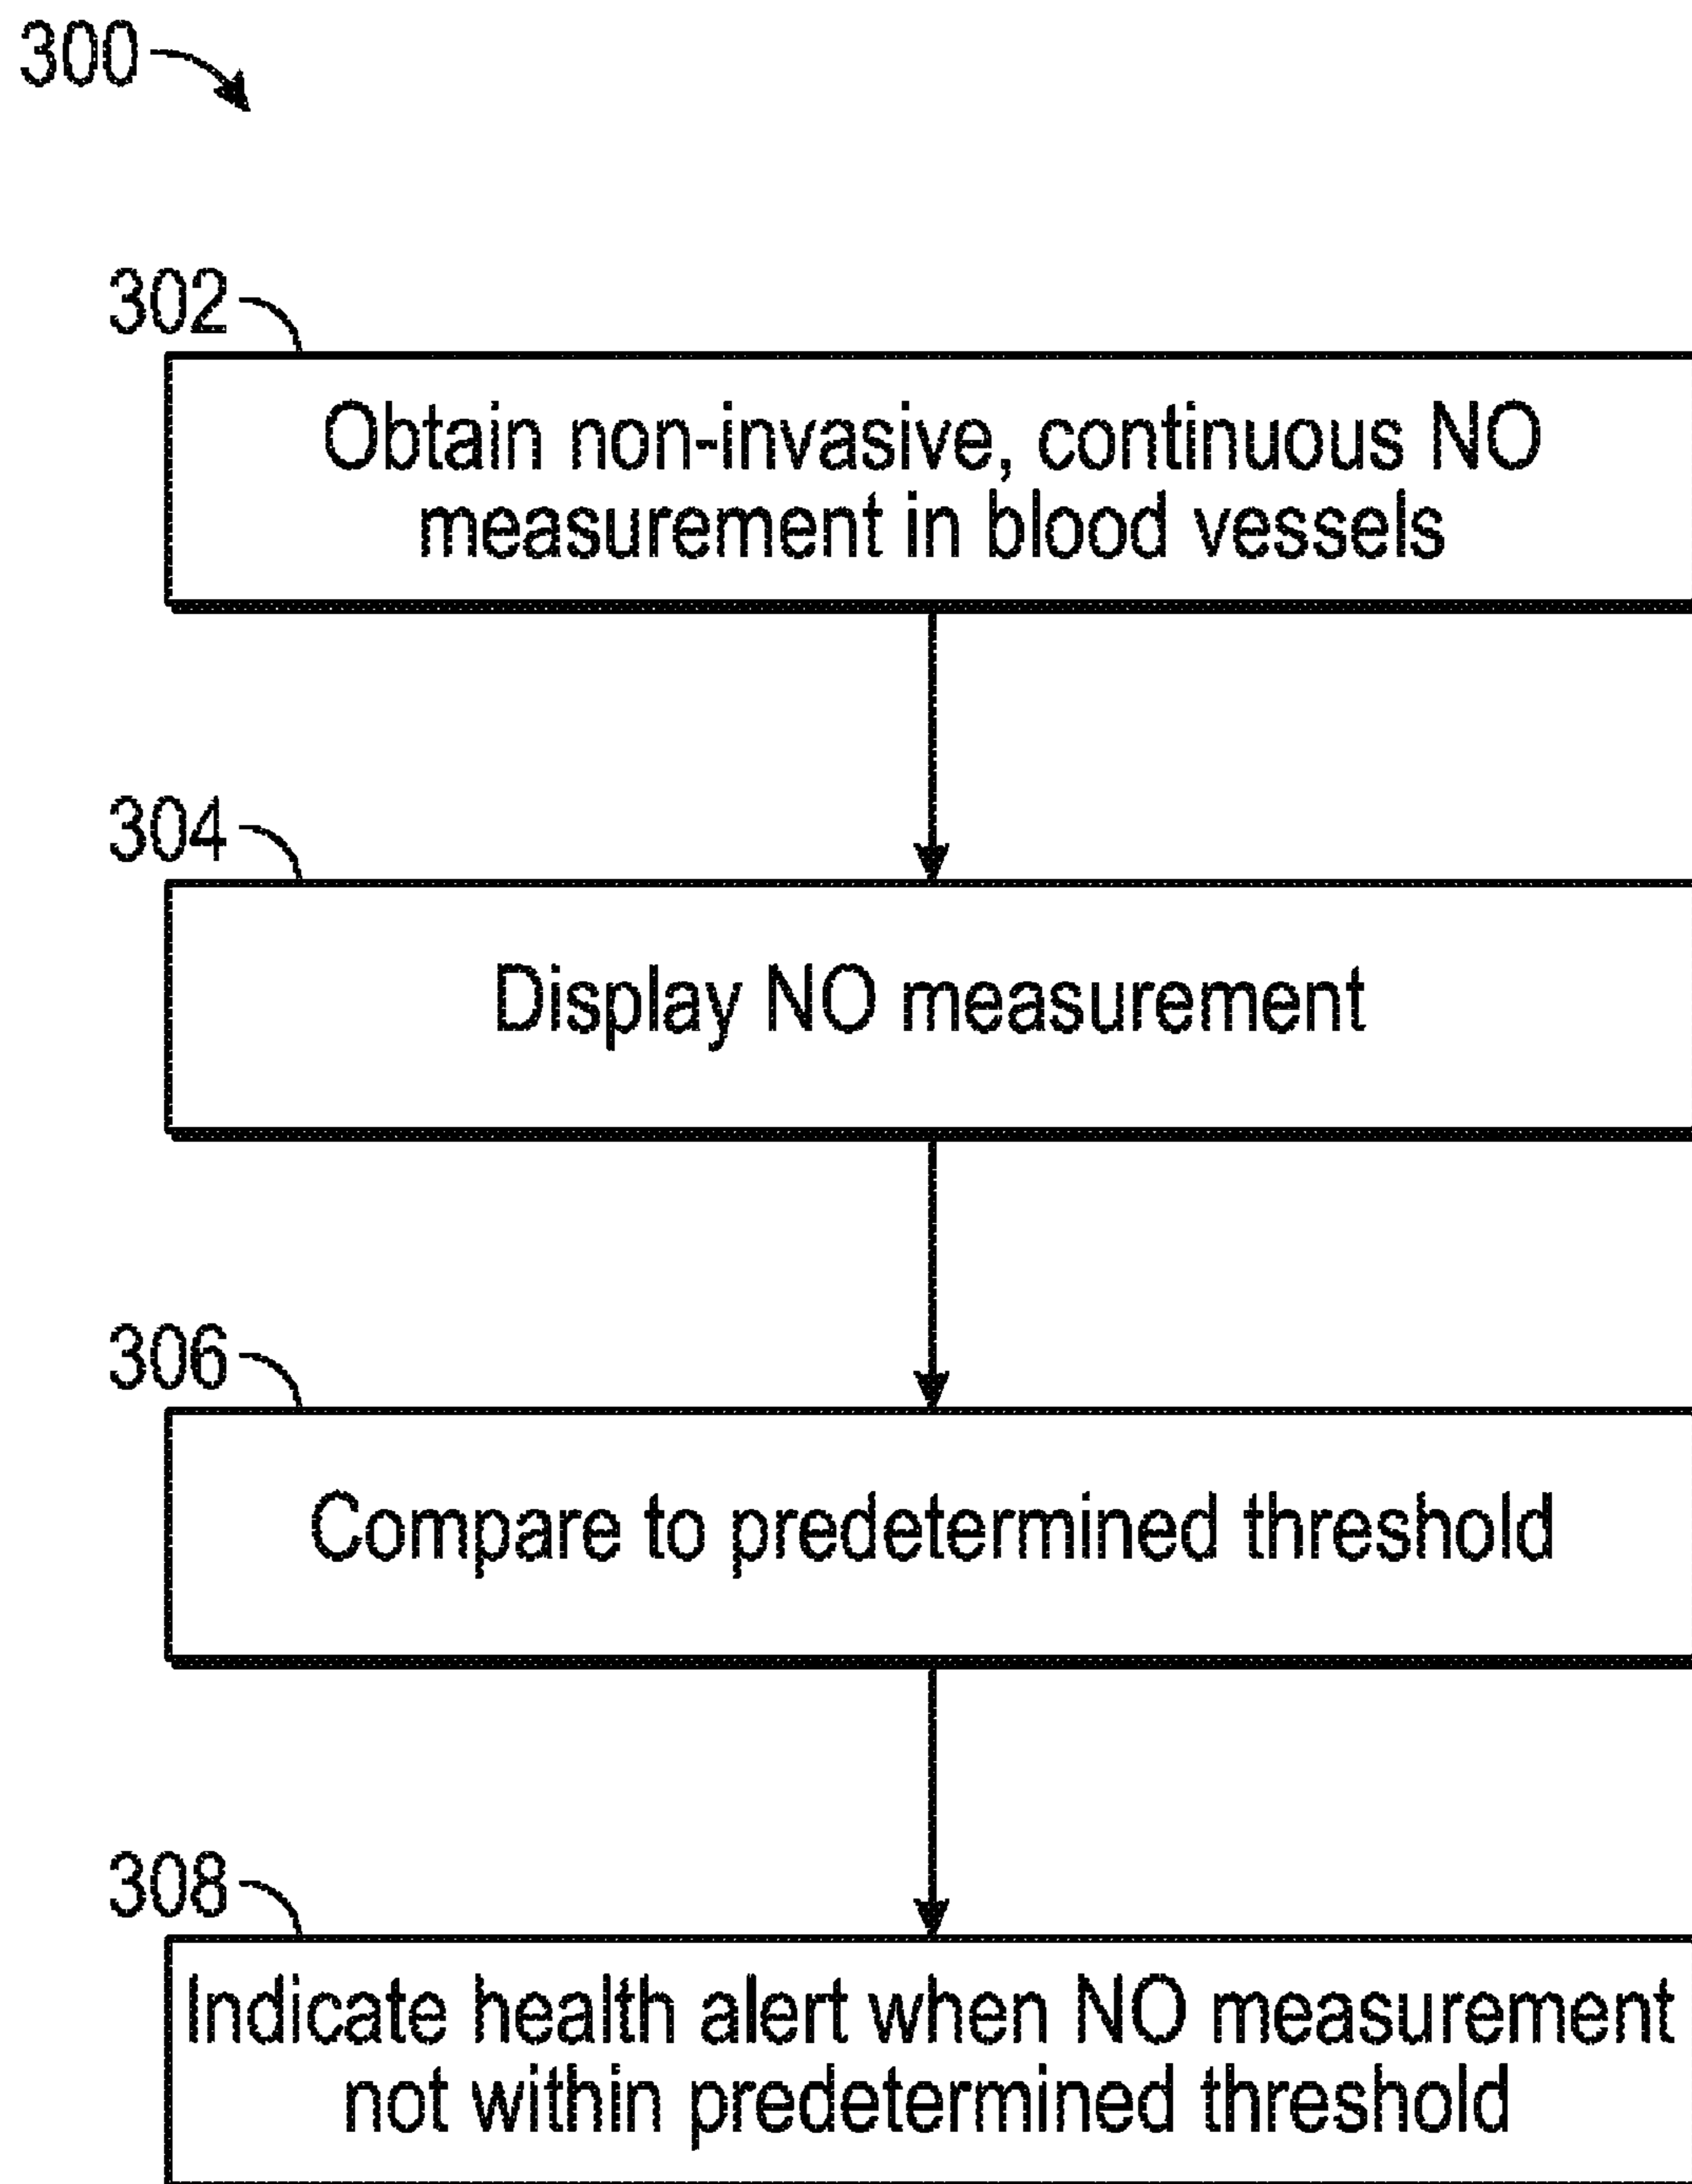 300
302
Obtain non-invasive, continuous NO
measurement in blood vessels
304
Display NO measurement
306
Compare to predetermined threshold
308
Indicate health alert when NO measurement
not within predetermined threshold